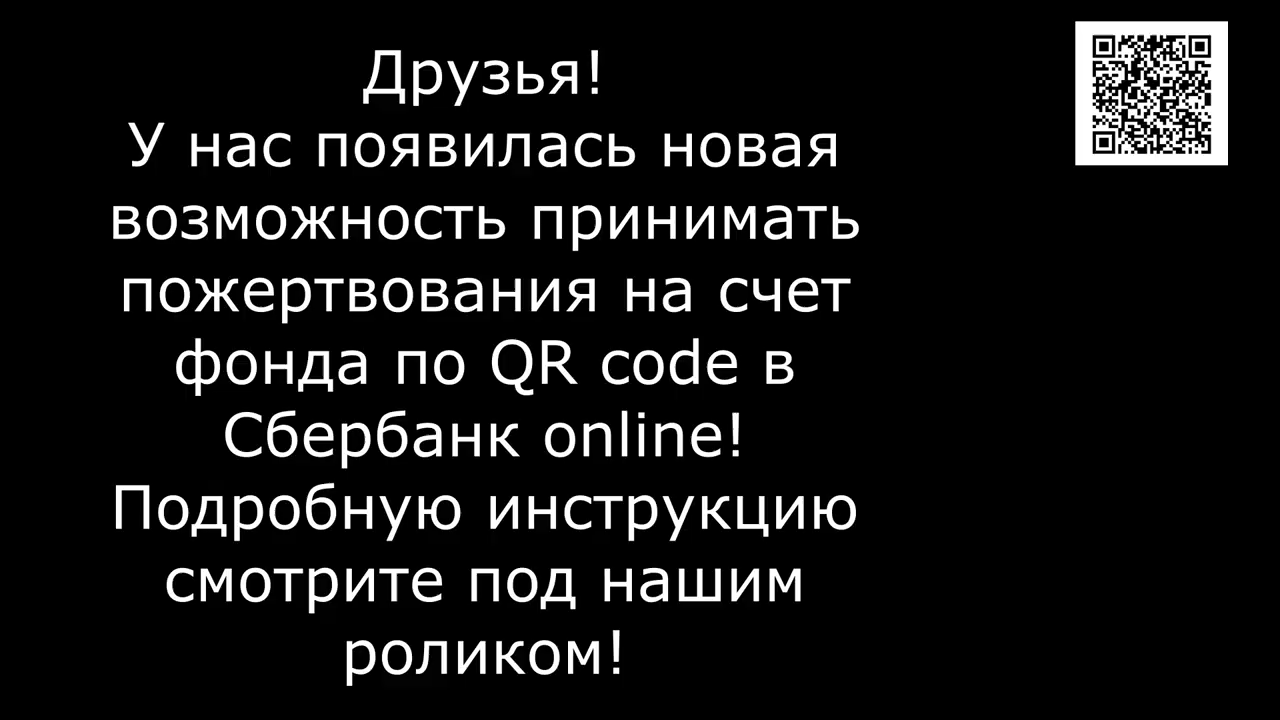 Друзья!
У нас появилась новая
возможность принимать
пожертвования на счет
фонда по QR code в
Сбербанк online!
Подробную инструкцию
смотрите под нашим
роликом!